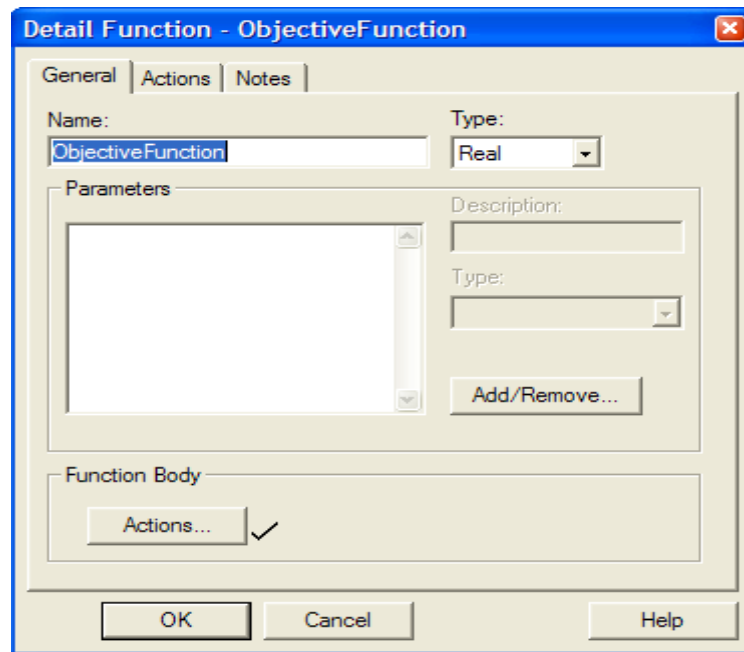 Detail Function - ObjectiveFunction
General Actions Notes
Name: Type:
ObjectiveFunction Real
Parameters
Description:
Type:
Add/Remove...
Function Body
Actions...
OK Cancel Help